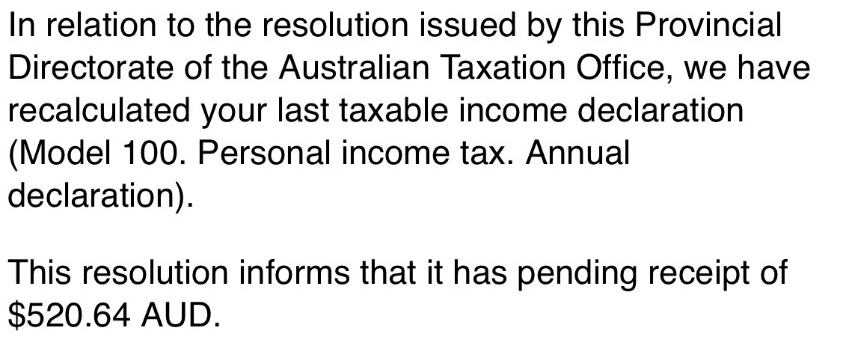 In relation to the resolution issued by this Provincial
Directorate of the Australian Taxation Office, we have
recalculated your last taxable income declaration
(Model 100. Personal income tax. Annual
declaration).
This resolution informs that it has pending receipt of
$520.64 AUD.